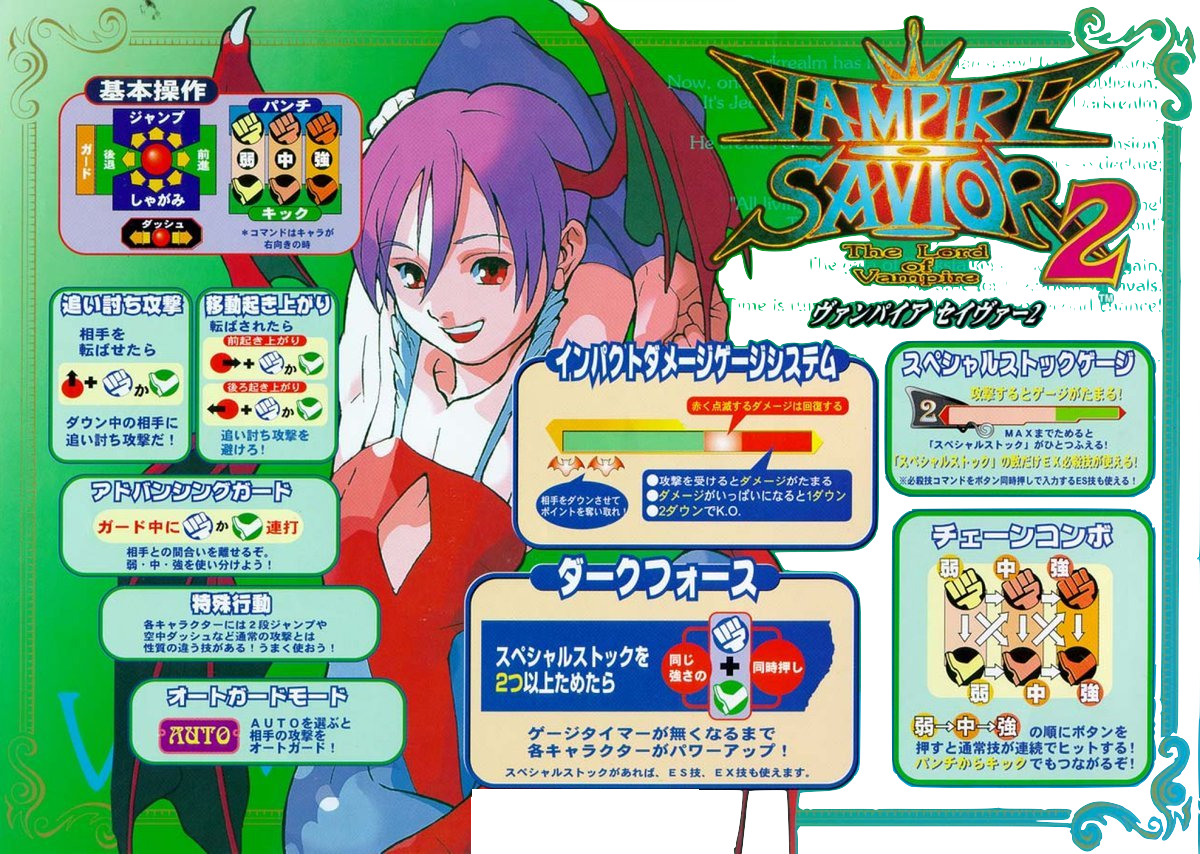 基本操作
ジャンプ
ガード
後退
前進
しゃがみ
ダッシュ
パンチ
弱 中 強
キック
＊コマンドはキャラが
右向きの時
追い討ち攻撃
相手を
転ばせたら
+ か
ダウン中の相手に
追い討ち攻撃だ！
移動起き上がり
転ばされたら
前起き上がり
+ か
後ろ起き上がり
+ か
追い討ち攻撃を
避けろ！
アドバンシングガード
ガード中に か 連打
相手との間合いを離せるぞ。
弱・中・強を使い分けよう！
特殊行動
各キャラクターには２段ジャンプや
空中ダッシュなど通常の攻撃とは
性質の違う技がある！うまく使おう！
オートガードモード
AUTO
ＡＵＴＯを選ぶと
相手の攻撃を
オートガード！
Now, on
It's Je
Darkrealm
He creates
declare;
VAMPIRE
SAVIOR 2
The Lord
of
Vampire
TM
ヴァンパイア セイヴァー2
インパクトダメージゲージシステム
赤く点滅するダメージは回復する
相手をダウンさせて
ポイントを奪い取れ！
●攻撃を受けるとダメージがたまる
●ダメージがいっぱいになると1ダウン
●2ダウンでK.O.
ダークフォース
スペシャルストックを
2つ以上ためたら
同じ
強さの
+
同時押し
ゲージタイマーが無くなるまで
各キャラクターがパワーアップ！
スペシャルストックがあれば、ＥＳ技、ＥＸ技も使えます。
スペシャルストックゲージ
攻撃するとゲージがたまる！
2
ＭＡＸまでためると
「スペシャルストック」がひとつふえる！
「スペシャルストック」の数だけＥＸ必殺技が使える！
※必殺技コマンドをボタン同時押しで入力するES技も使える！
チェーンコンボ
弱 中 強
弱 中 強
弱→中→強 の順にボタンを
押すと通常技が連続でヒットする！
パンチからキックでもつながるぞ！